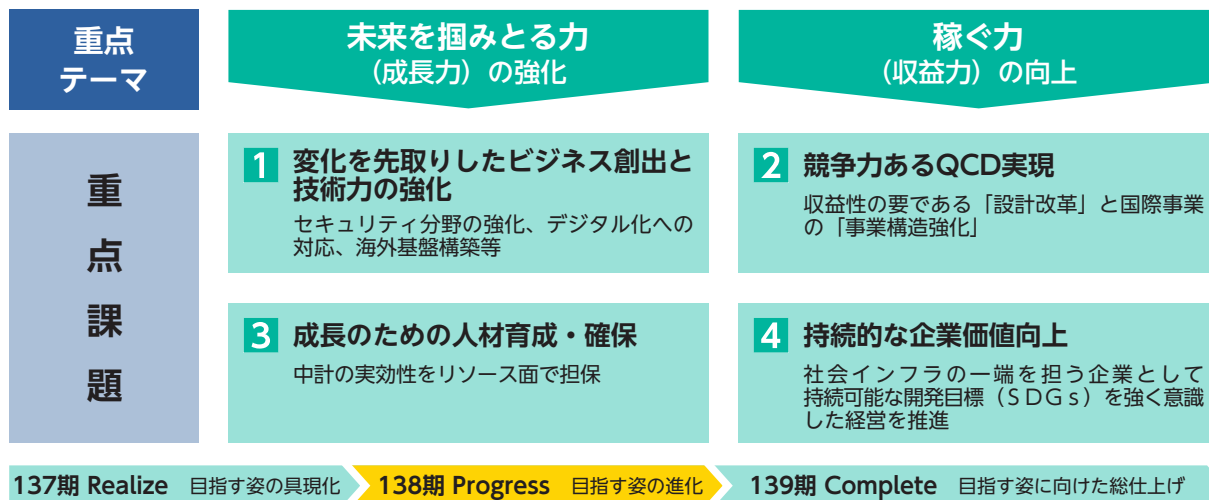 重点
テーマ
未来を掴みとる力
（成長力）の強化
稼ぐ力
（収益力）の向上
重点課題
1 変化を先取りしたビジネス創出と
技術力の強化
セキュリティ分野の強化、デジタル化への
対応、海外基盤構築等
2 競争力あるQCD実現
収益性の要である「設計改革」と国際事業
の「事業構造強化」
3 成長のための人材育成・確保
中計の実効性をリソース面で担保
4 持続的な企業価値向上
社会インフラの一端を担う企業として
持続可能な開発目標（ＳＤＧｓ）を強く意識
した経営を推進
137期 Realize 目指す姿の具現化
138期 Progress 目指す姿の進化
139期 Complete 目指す姿に向けた総仕上げ